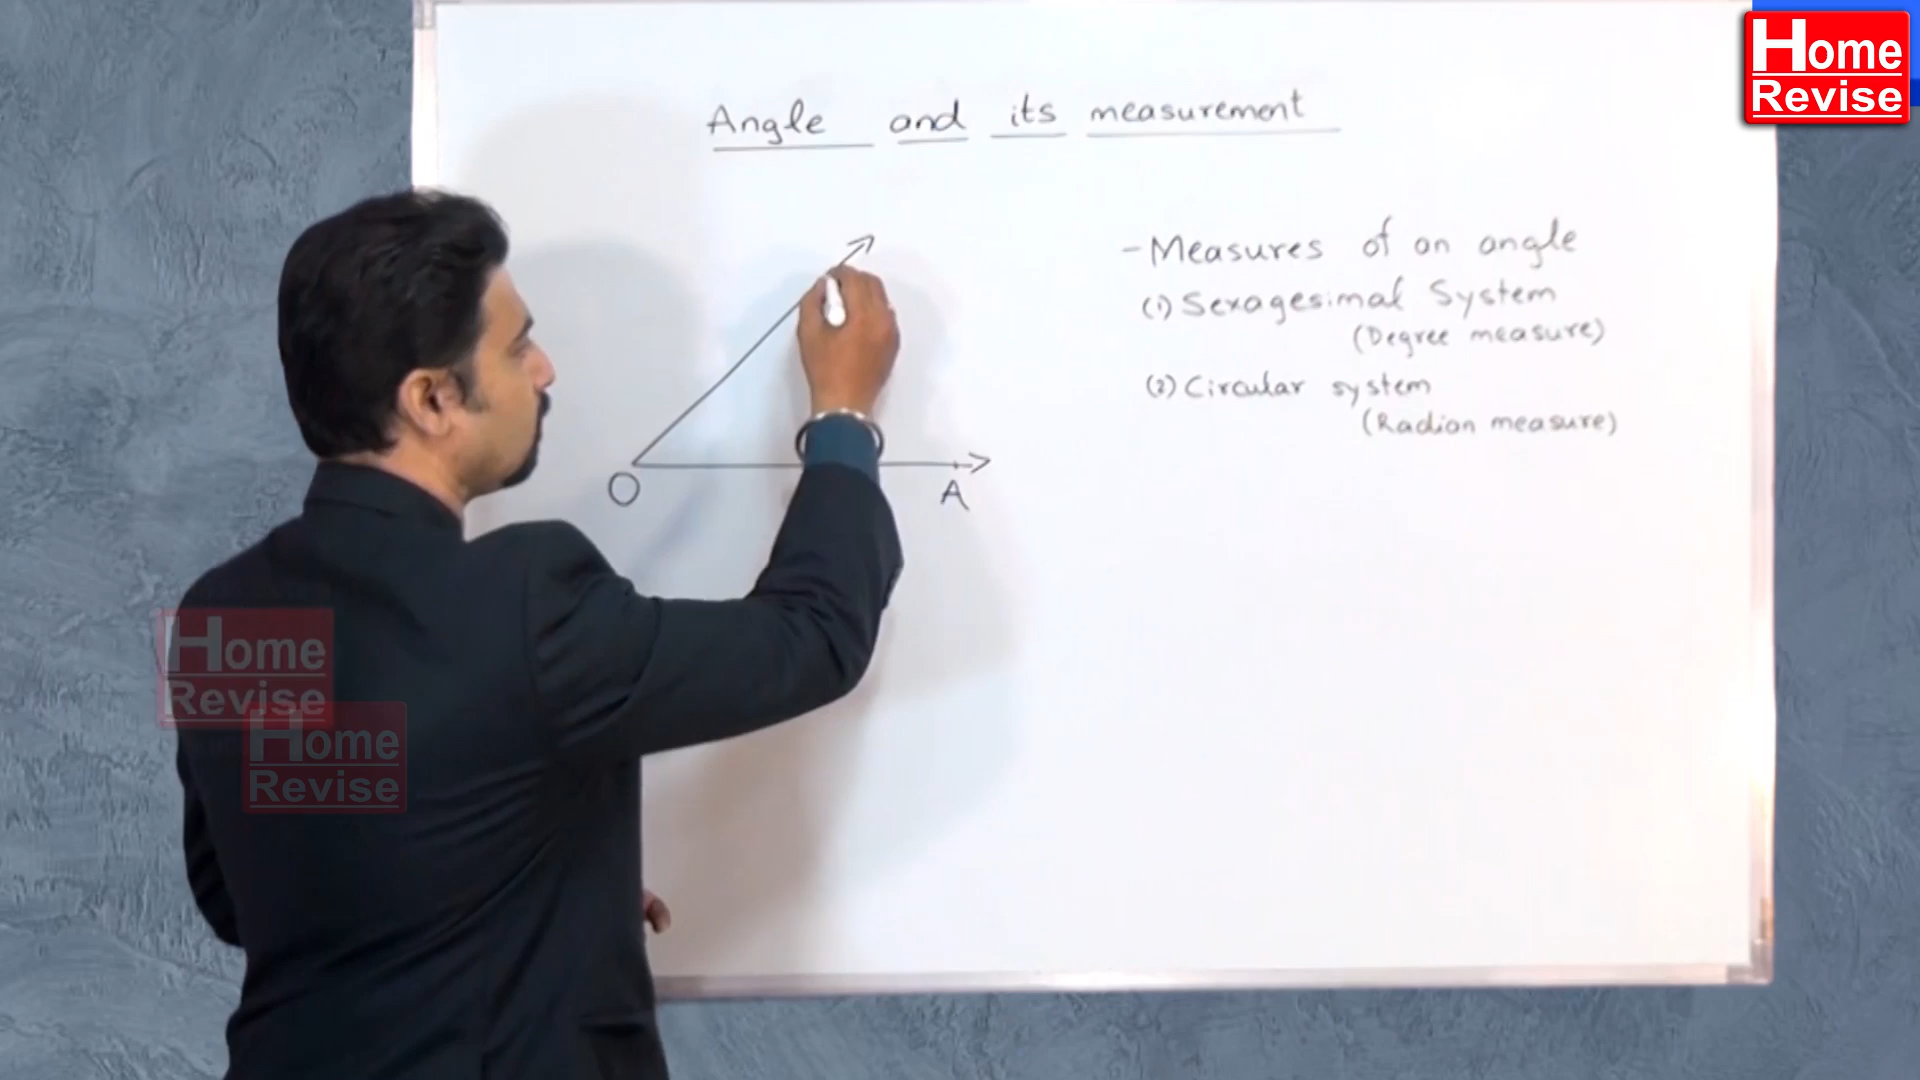 Home
Revise
Angle and its measurement
- Measures of an angle
(1) Sexagesimal System
(Degree measure)
(2) Circular system
(Radian measure)
O
A
Home
Revise
Home
Revise